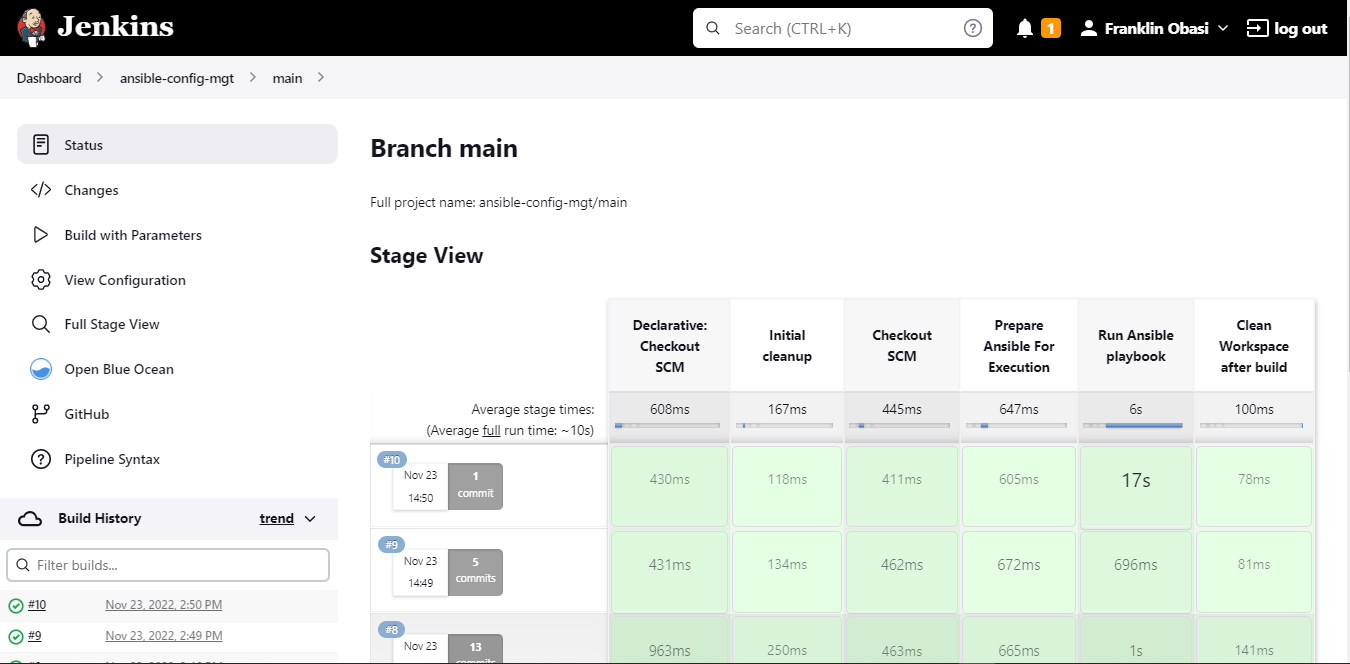 Jenkins
Search (CTRL+K)
?
1
Franklin Obasi
log out
Dashboard
ansible-config-mgt
main
Status
Changes
Build with Parameters
View Configuration
Full Stage View
Open Blue Ocean
GitHub
? Pipeline Syntax
Build History
trend
Filter builds...
#10 Nov 23, 2022, 2:50 PM
#9 Nov 23, 2022, 2:49 PM
Branch main
Full project name: ansible-config-mgt/main
Stage View
Declarative:
Checkout
SCM
Initial
cleanup
Checkout
SCM
Prepare
Ansible For
Execution
Run Ansible
playbook
Clean
Workspace
after build
Average stage times:
(Average full run time: ~10s)
608ms 167ms 445ms 647ms 6s 100ms
#10
Nov 23
14:50
1
commit
430ms 118ms 411ms 605ms 17s 78ms
#9
Nov 23
14:49
5
commits
431ms 134ms 462ms 672ms 696ms 81ms
#8
Nov 23
13
commits
963ms 250ms 463ms 665ms 1s 141ms